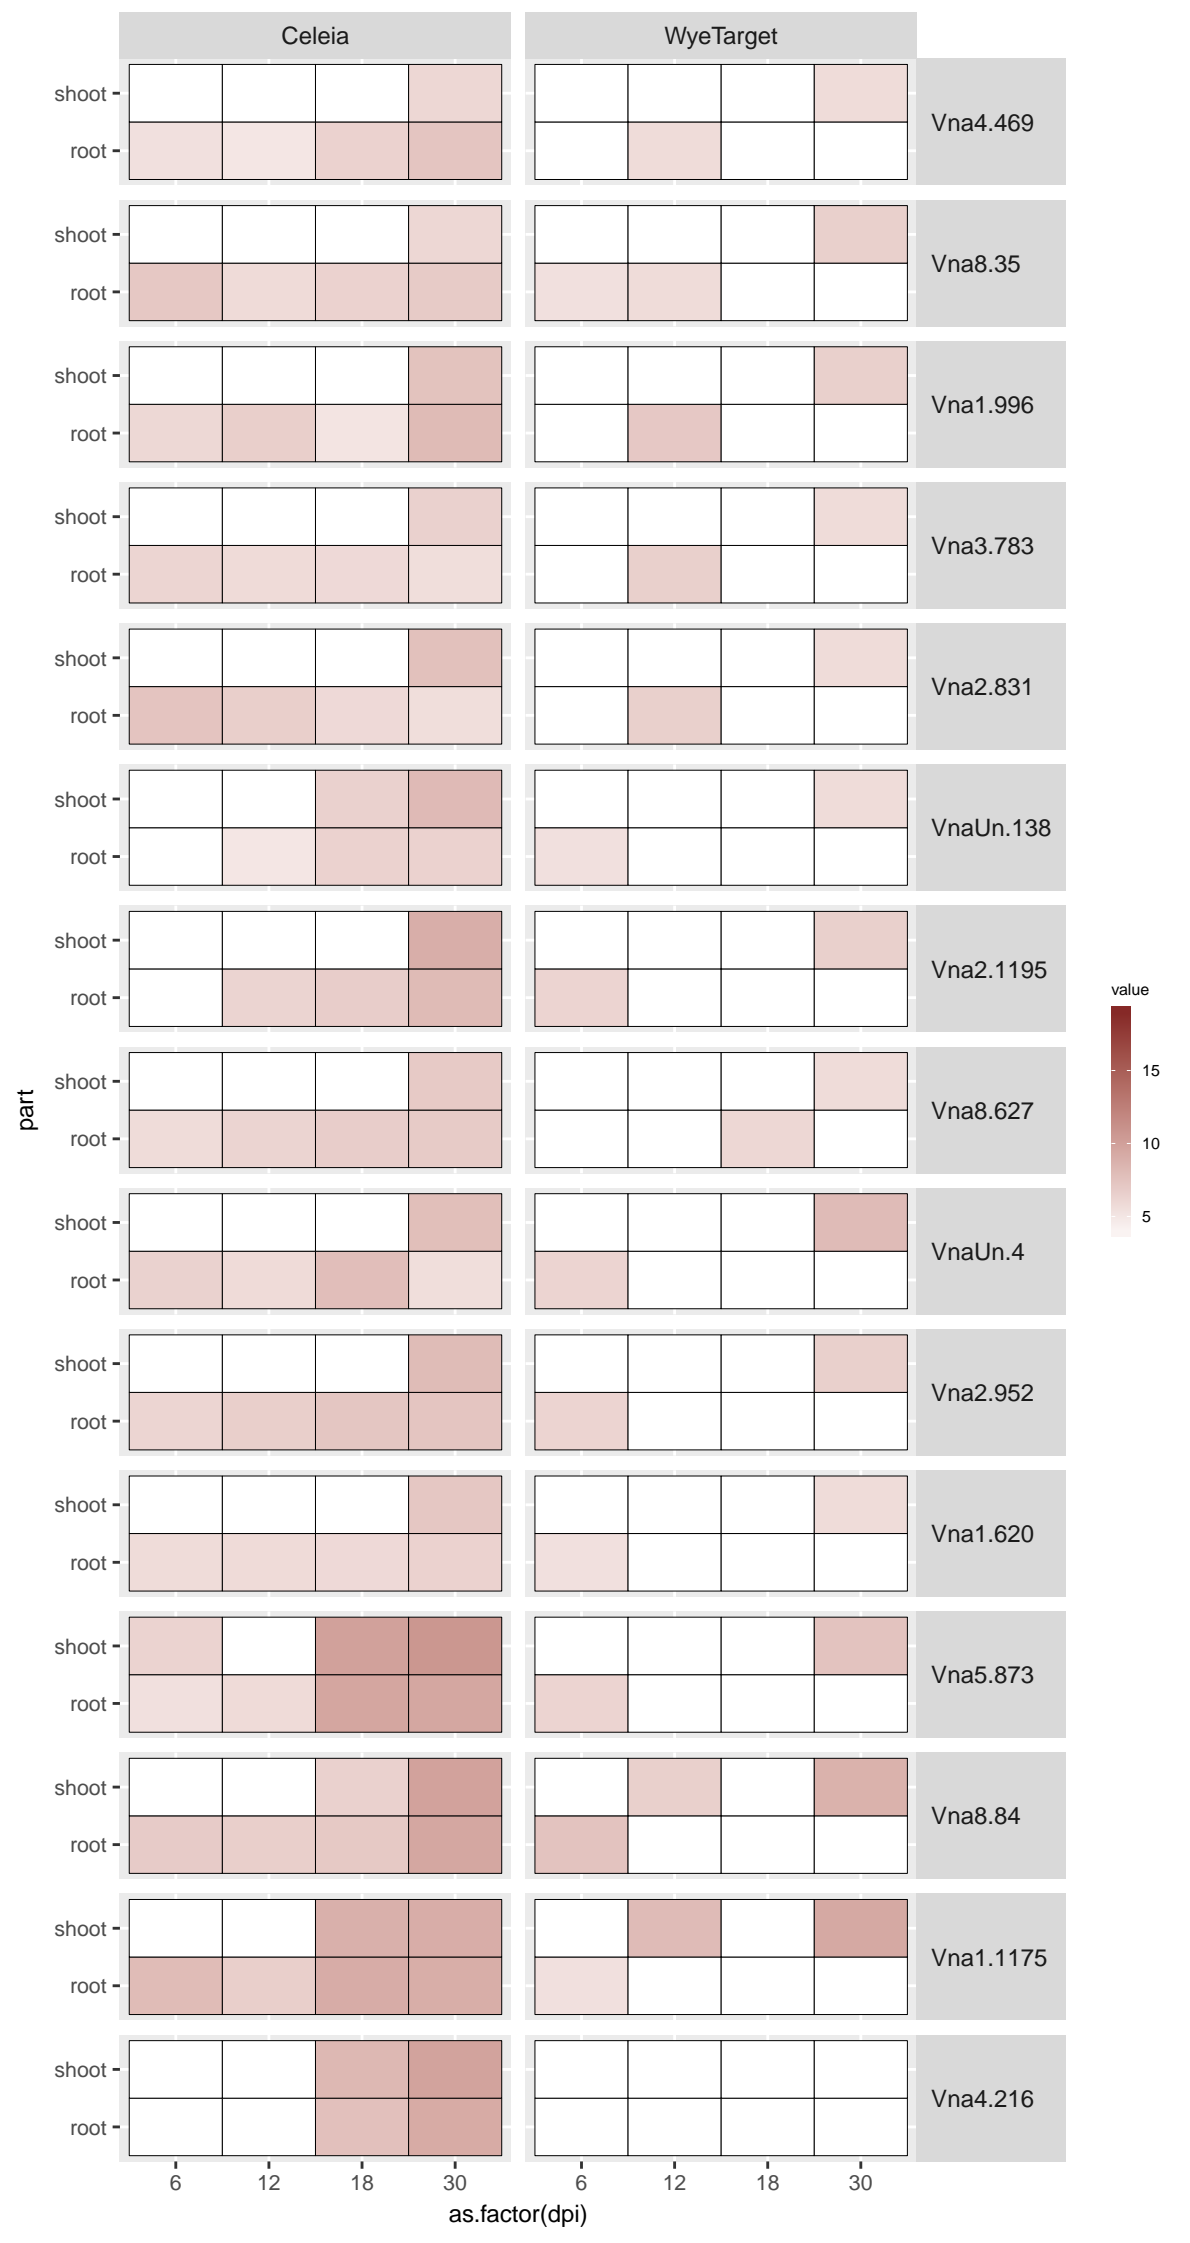 Celeia
WyeTarget
shoot
root
Vna4.469
shoot
root
Vna8.35
shoot
root
Vna1.996
shoot
root
Vna3.783
shoot
root
Vna2.831
shoot
root
VnaUn.138
shoot
root
Vna2.1195
shoot
root
Vna8.627
shoot
root
VnaUn.4
shoot
root
Vna2.952
shoot
root
Vna1.620
shoot
root
Vna5.873
shoot
root
Vna8.84
shoot
root
Vna1.1175
shoot
root
Vna4.216
part
6 12 18 30
6 12 18 30
as.factor(dpi)
value
15
10
5